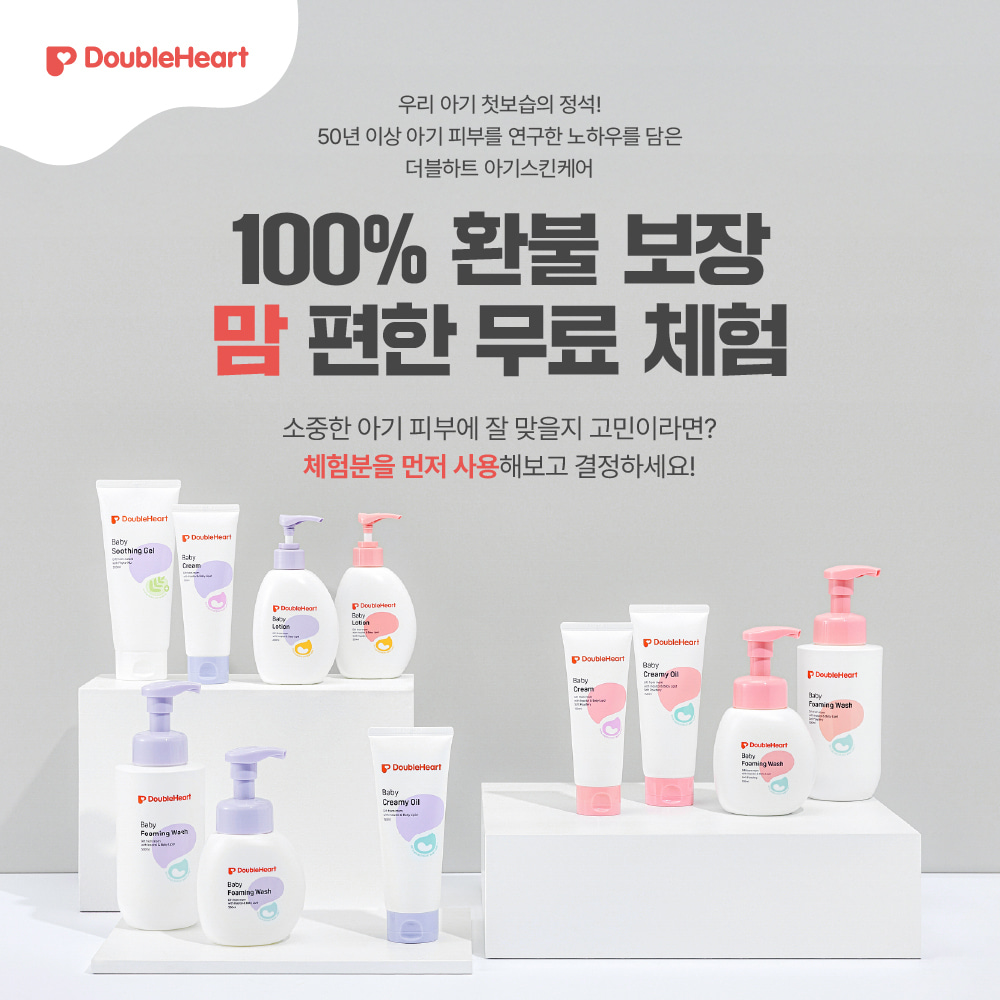 DoubleHeart
우리 아기 첫보습의 정석!
50년 이상 아기 피부를 연구한 노하우를 담은
더블하트 아기스킨케어
100% 환불 보장
맘 편한 무료 체험
소중한 아기 피부에 잘 맞을지 고민이라면?
체험분을 먼저 사용해보고 결정하세요!
DoubleHeart
Baby
Soothing Gel
DoubleHeart
Baby
Cream
DoubleHeart
Baby
Lotion
DoubleHeart
Baby
Lotion
DoubleHeart
Baby
Cream
DoubleHeart
Baby
Creamy Oil
DoubleHeart
Baby
Foaming Wash
DoubleHeart
Baby
Foaming Wash
DoubleHeart
Baby
Foaming Wash
DoubleHeart
Baby
Foaming Wash
DoubleHeart
Baby
Creamy Oil